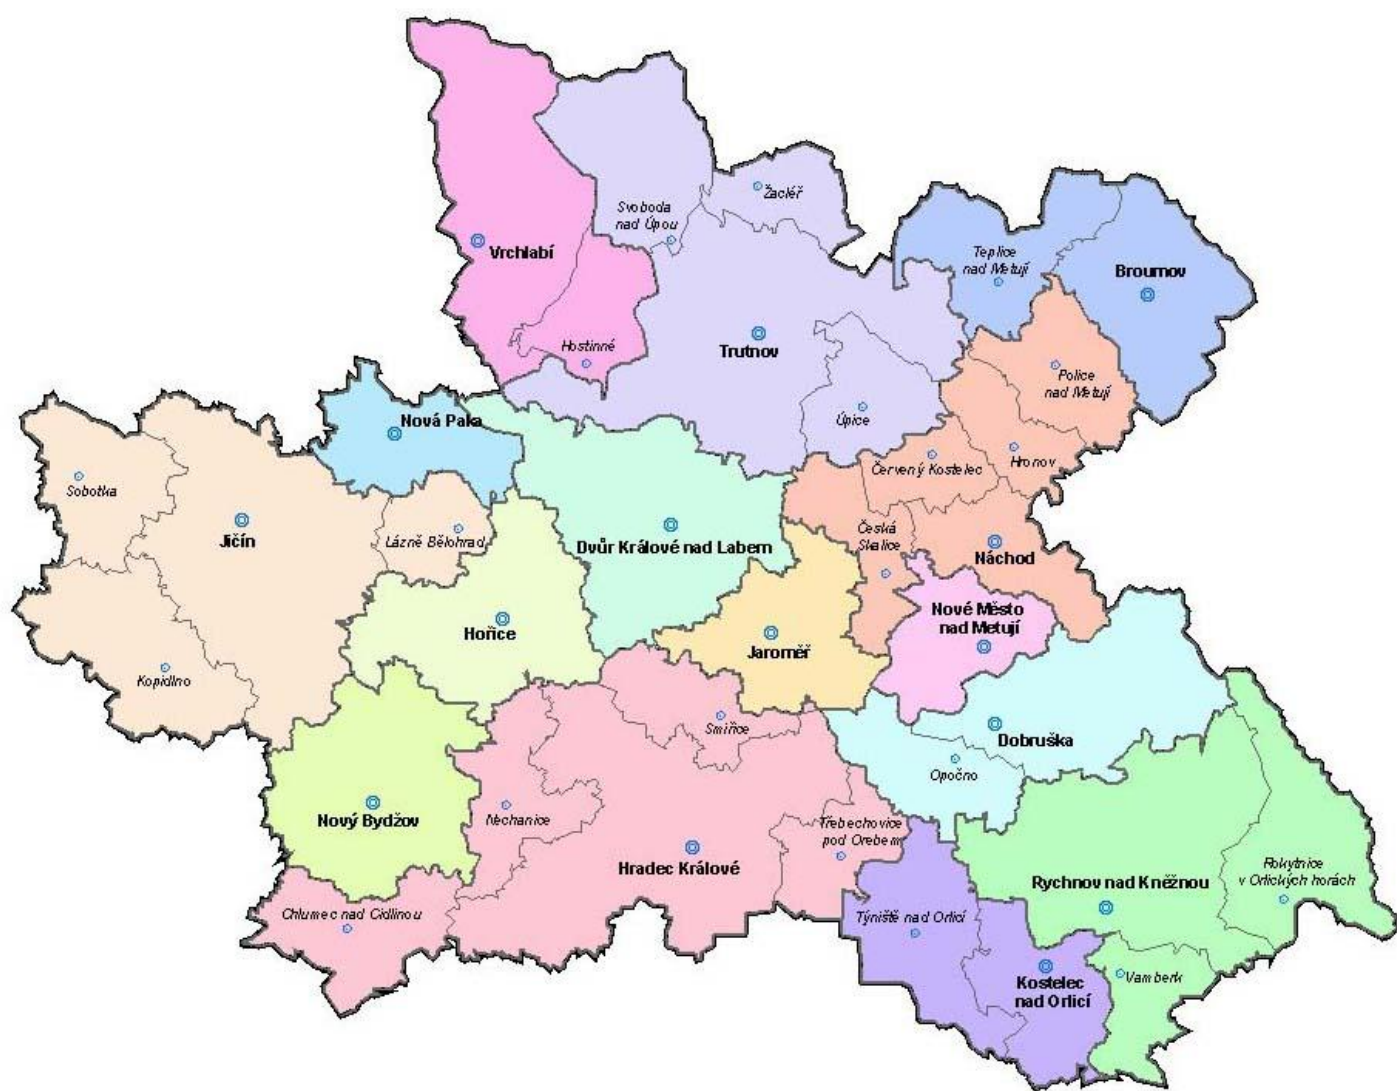 Žacléř
Svoboda
nad Úpou
Vrchlabí
Teplice
nad Metují
Broumov
Hostinné
Trutnov
Police
nad Metují
Nová Paka
Úpice
Hronov
Červený Kostelec
Sobotka
Jičín
Lázně Bělohrad
Dvůr Králové nad Labem
Česká
Skalice
Náchod
Nové Město
nad Metují
Hořice
Jaroměř
Kopidlno
Smiřice
Dobruška
Opočno
Nový Bydžov
Nechanice
Třebechovice
pod Orebem
Hradec Králové
Rokytnice
v Orlických horách
Rychnov nad Kněžnou
Chlumec nad Cidlinou
Týniště nad Orlicí
Vamberk
Kostelec
nad Orlicí